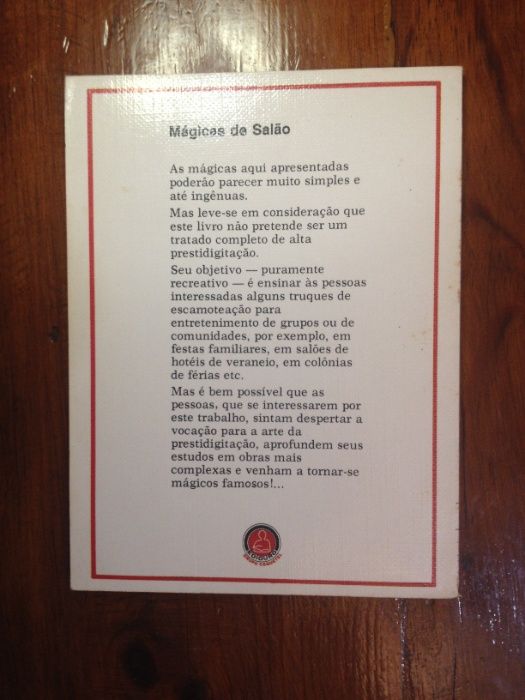 Mágicas de Salão
As mágicas aqui apresentadas
poderão parecer muito simples e
até ingênuas.
Mas leve-se em consideração que
este livro não pretende ser um
tratado completo de alta
prestidigitação.
Seu objetivo — puramente
recreativo — é ensinar às pessoas
interessadas alguns truques de
escamoteação para
entretenimento de grupos ou de
comunidades, por exemplo, em
festas familiares, em salões de
hotéis de veraneio, em colônias
de férias etc.
Mas é bem possível que as
pessoas, que se interessarem por
este trabalho, sintam despertar a
vocação para a arte da
prestidigitação, aprofundem seus
estudos em obras mais
complexas e venham a tornar-se
mágicos famosos!...